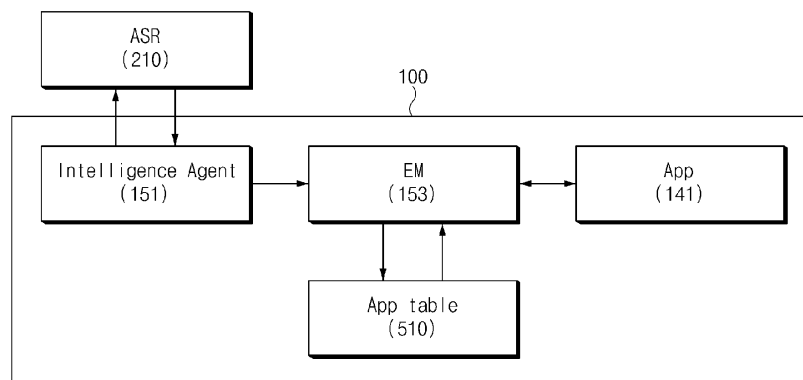 ASR
(210)
100
Intelligence Agent
(151)
EM
(153)
App
(141)
App table
(510)